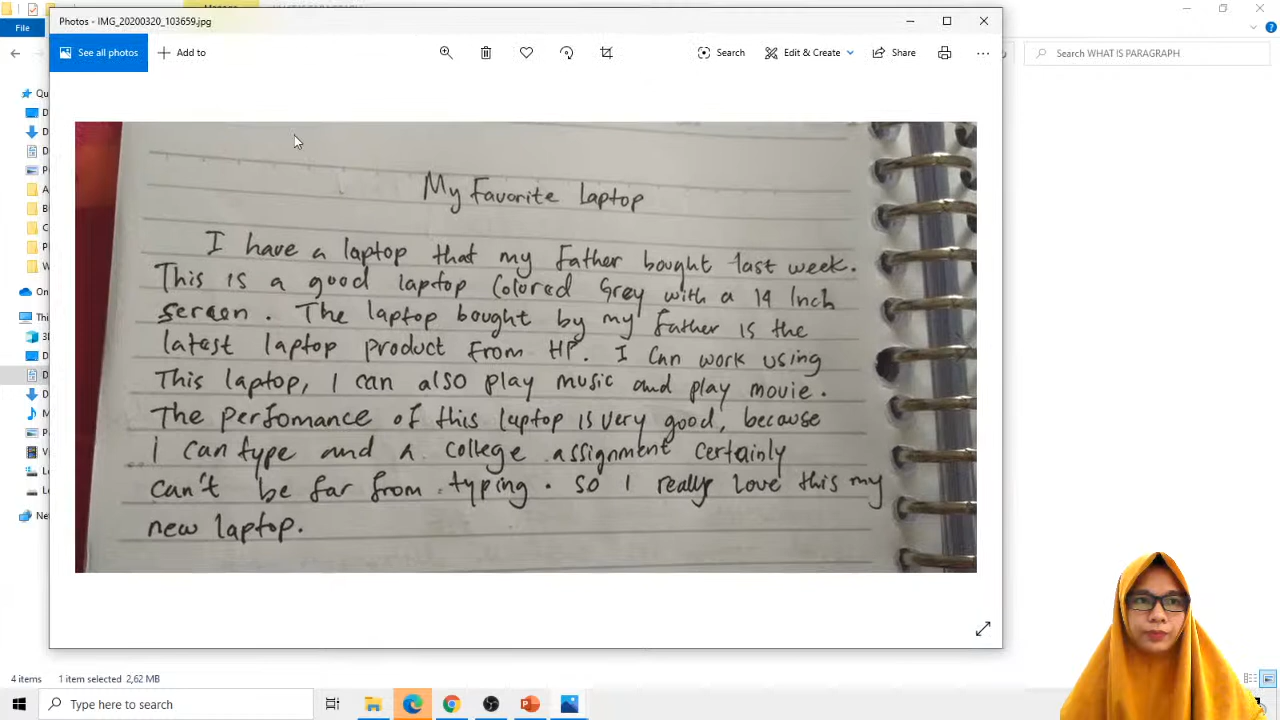 Photos - IMG_20200320_103659.jpg
File
See all photos
Add to
Search
Edit & Create
Share
Search WHAT IS PARAGRAPH
My Favorite Laptop
I have a laptop that my father bought last week.
This is a good laptop Colored Grey with a 14 Inch
screen. The laptop bought by my father is the
latest laptop product from HP. I Can work using
This laptop, I can also play music and play movie.
The perfomance of this laptop is very good, because
I can type and a college assignment certainly
can't be far from typing. so I really love this my
new laptop.
4 items
1 item selected 2,62 MB
Type here to search